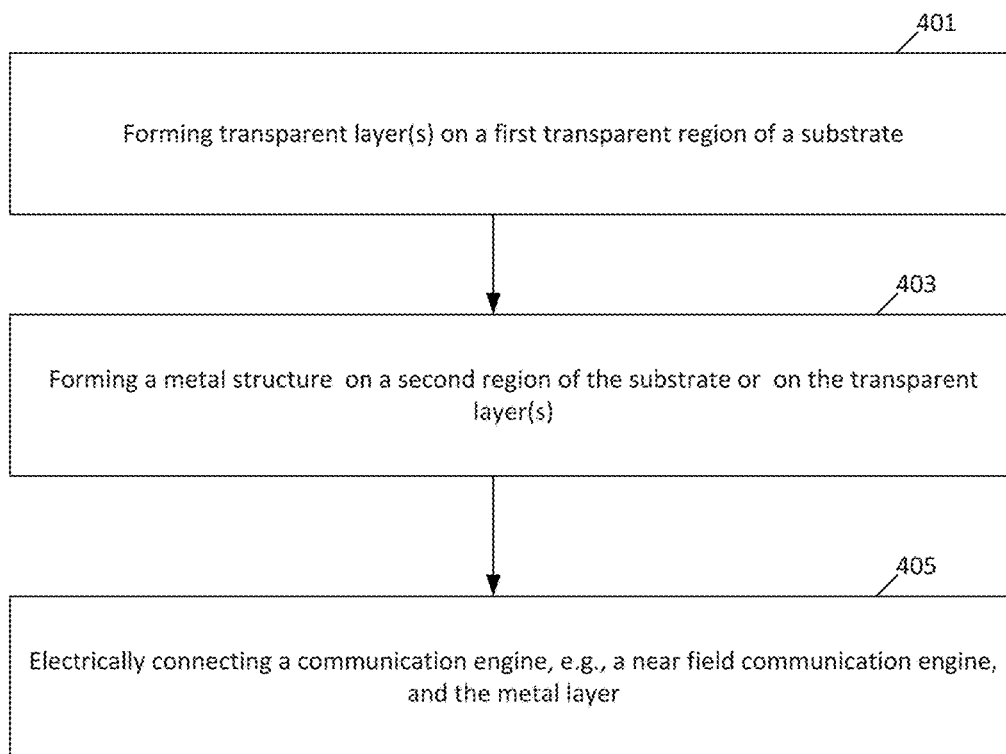 401
Forming transparent layer(s) on a first transparent region of a substrate
403
Forming a metal structure on a second region of the substrate or on the transparent
layer(s)
405
Electrically connecting a communication engine, e.g., a near field communication engine,
and the metal layer